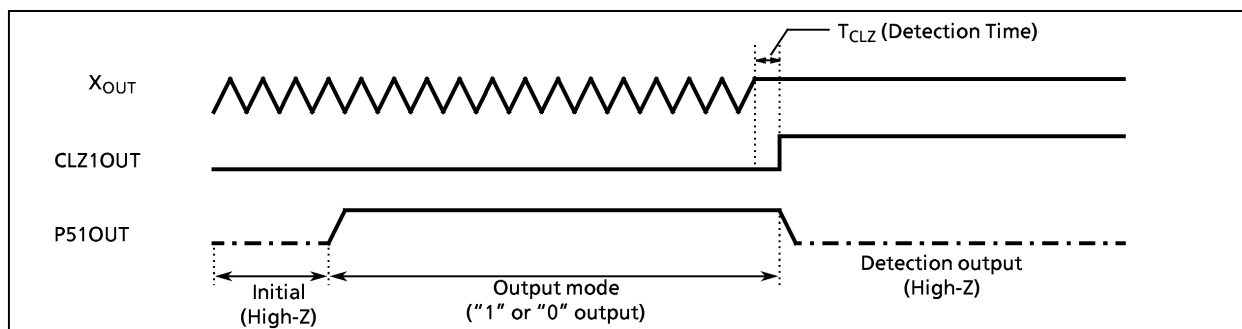 T_CLZ (Detection Time)
X_OUT
CLZ1OUT
P51OUT
Initial
(High-Z)
Output mode
(“1” or “0” output)
Detection output
(High-Z)